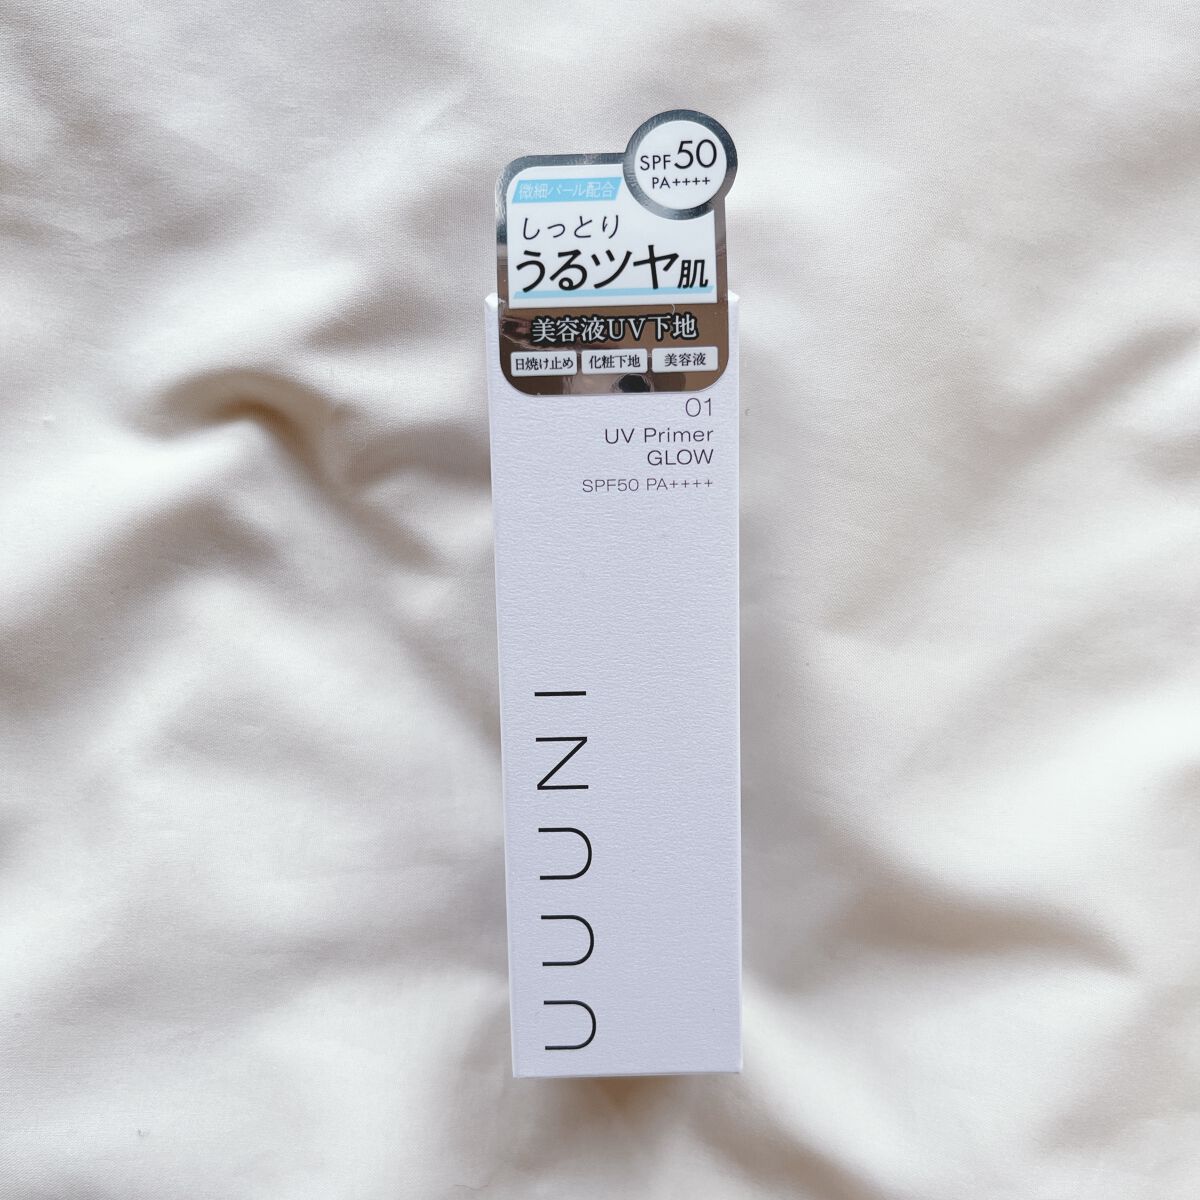 SPF50
PA++++
微細パール配合
しっとり
うるツヤ肌
美容液UV下地
日焼け止め 化粧下地 美容液
01
UV Primer
GLOW
SPF50 PA++++
UUUNI